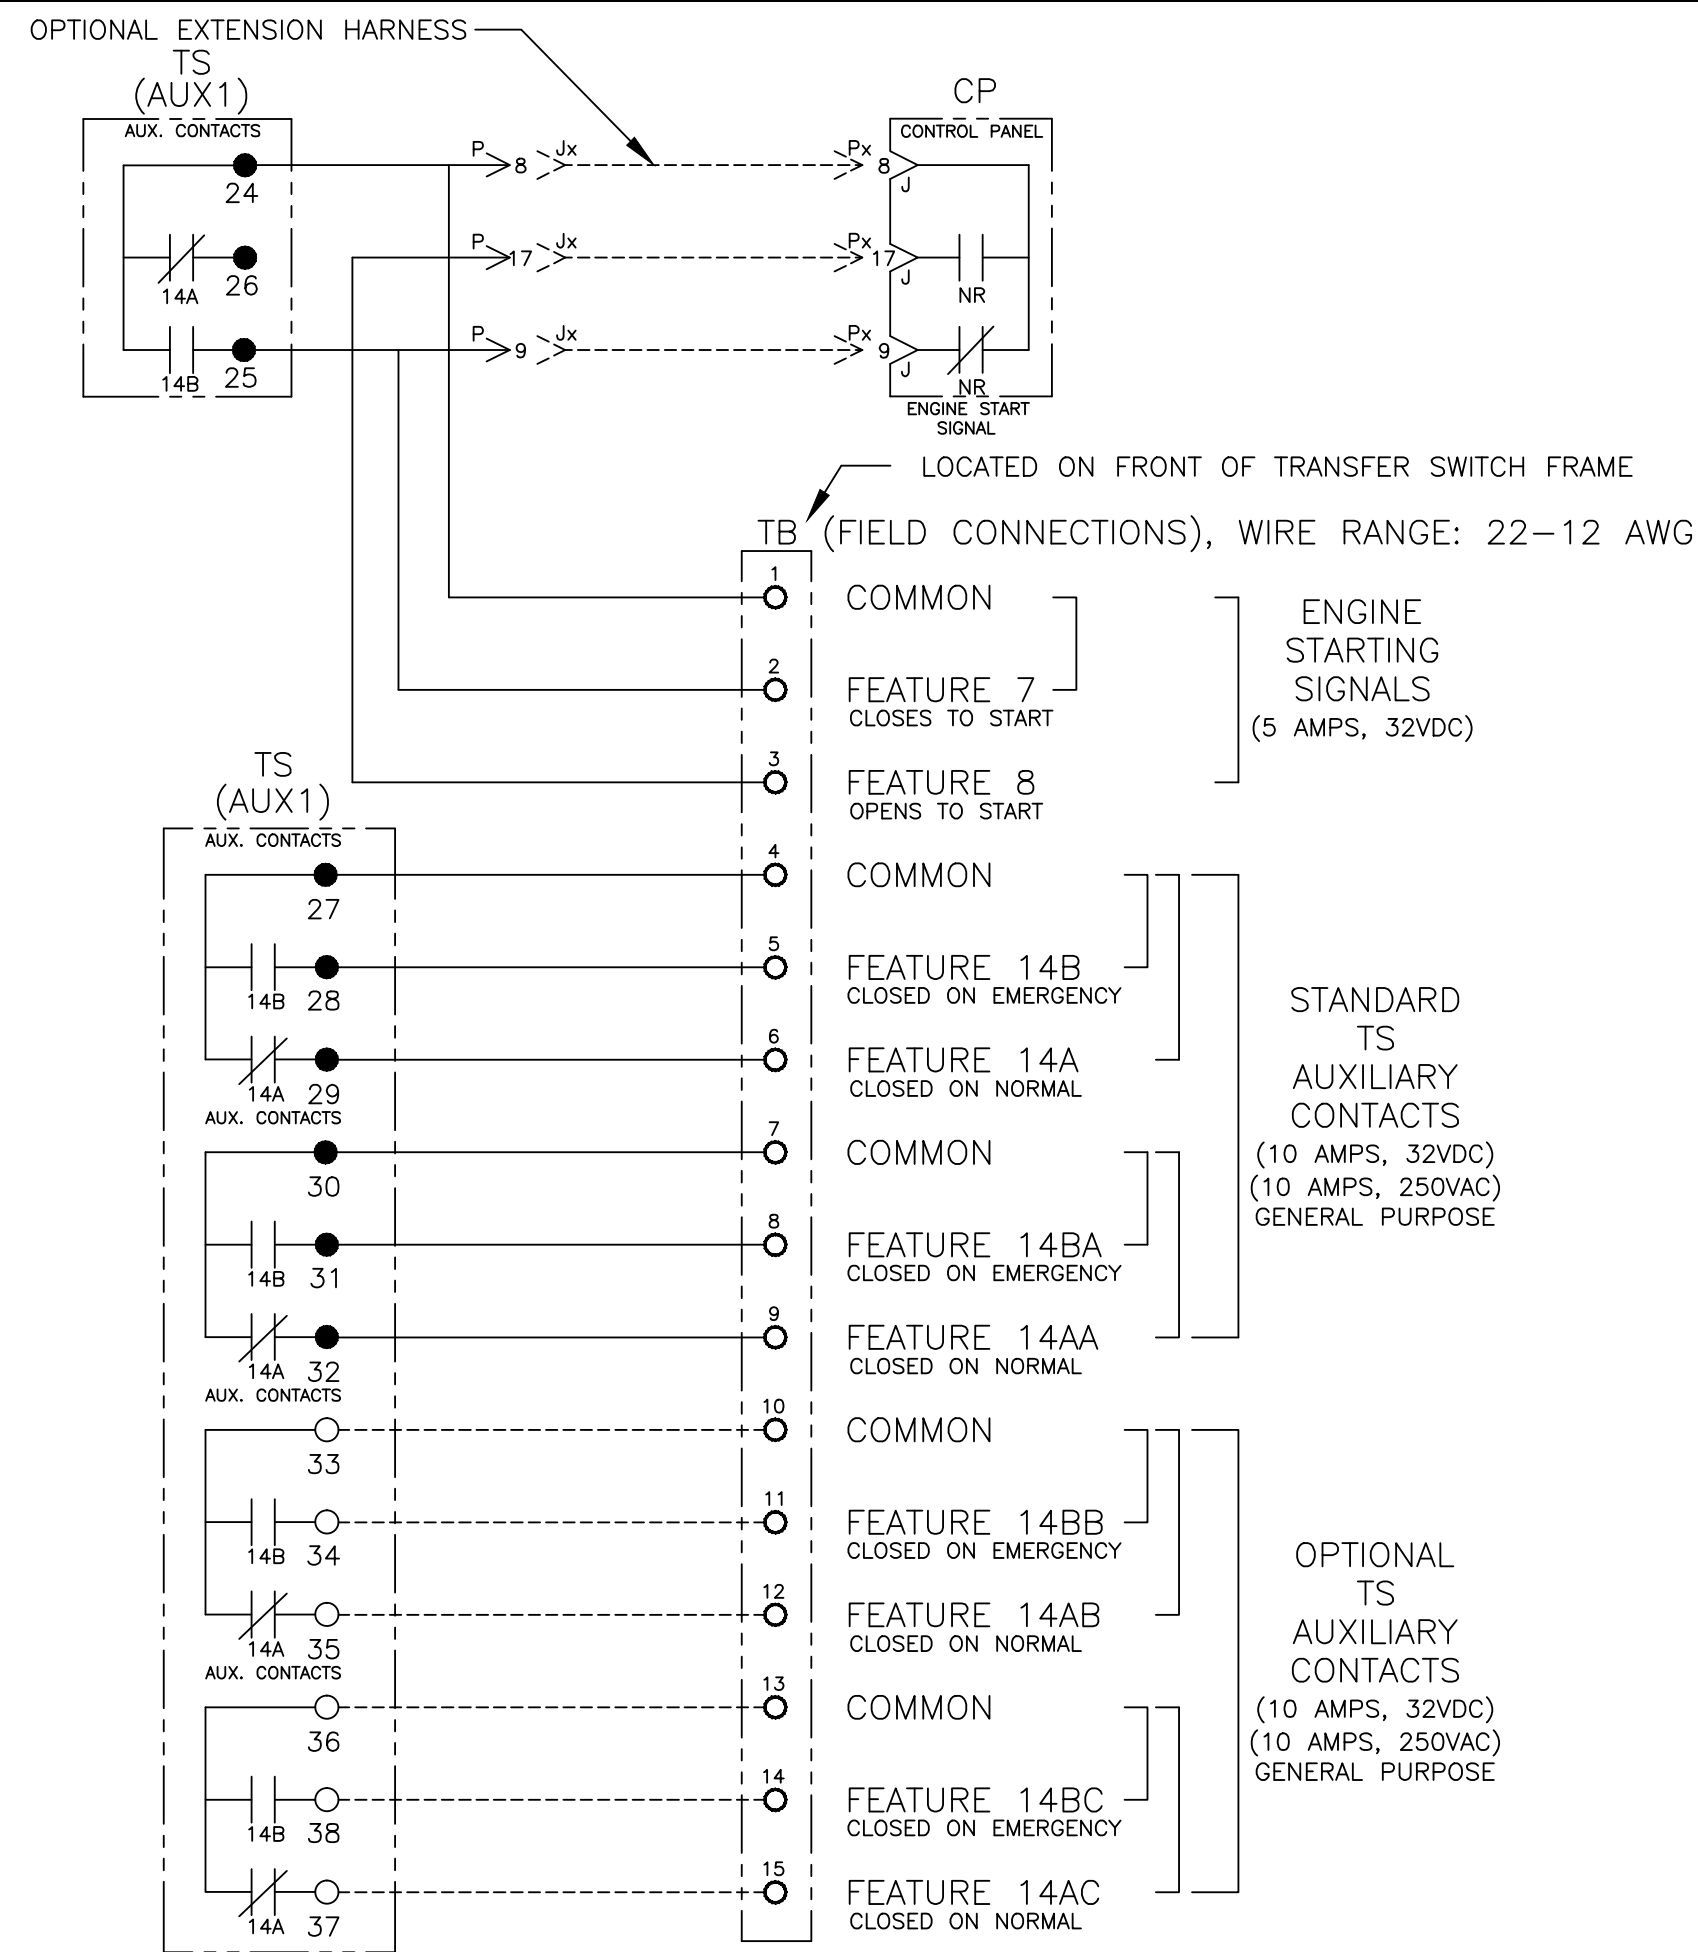 OPTIONAL EXTENSION HARNESS
TS
(AUX1)
AUX. CONTACTS
24
14A
26
14B
25
P
8
Jx
Px
8
J
P
17
Jx
Px
17
J
P
9
Jx
Px
9
J
CP
CONTROL PANEL
NR
NR
ENGINE START
SIGNAL
LOCATED ON FRONT OF TRANSFER SWITCH FRAME
TB (FIELD CONNECTIONS), WIRE RANGE: 22-12 AWG
1
COMMON
2
FEATURE 7
CLOSES TO START
3
FEATURE 8
OPENS TO START
ENGINE
STARTING
SIGNALS
(5 AMPS, 32VDC)
TS
(AUX1)
AUX. CONTACTS
27
4
COMMON
14B
28
5
FEATURE 14B
CLOSED ON EMERGENCY
14A
29
6
FEATURE 14A
CLOSED ON NORMAL
AUX. CONTACTS
30
7
COMMON
14B
31
8
FEATURE 14BA
CLOSED ON EMERGENCY
14A
32
9
FEATURE 14AA
CLOSED ON NORMAL
STANDARD
TS
AUXILIARY
CONTACTS
(10 AMPS, 32VDC)
(10 AMPS, 250VAC)
GENERAL PURPOSE
AUX. CONTACTS
33
10
COMMON
14B
34
11
FEATURE 14BB
CLOSED ON EMERGENCY
14A
35
12
FEATURE 14AB
CLOSED ON NORMAL
AUX. CONTACTS
36
13
COMMON
14B
38
14
FEATURE 14BC
CLOSED ON EMERGENCY
14A
37
15
FEATURE 14AC
CLOSED ON NORMAL
OPTIONAL
TS
AUXILIARY
CONTACTS
(10 AMPS, 32VDC)
(10 AMPS, 250VAC)
GENERAL PURPOSE